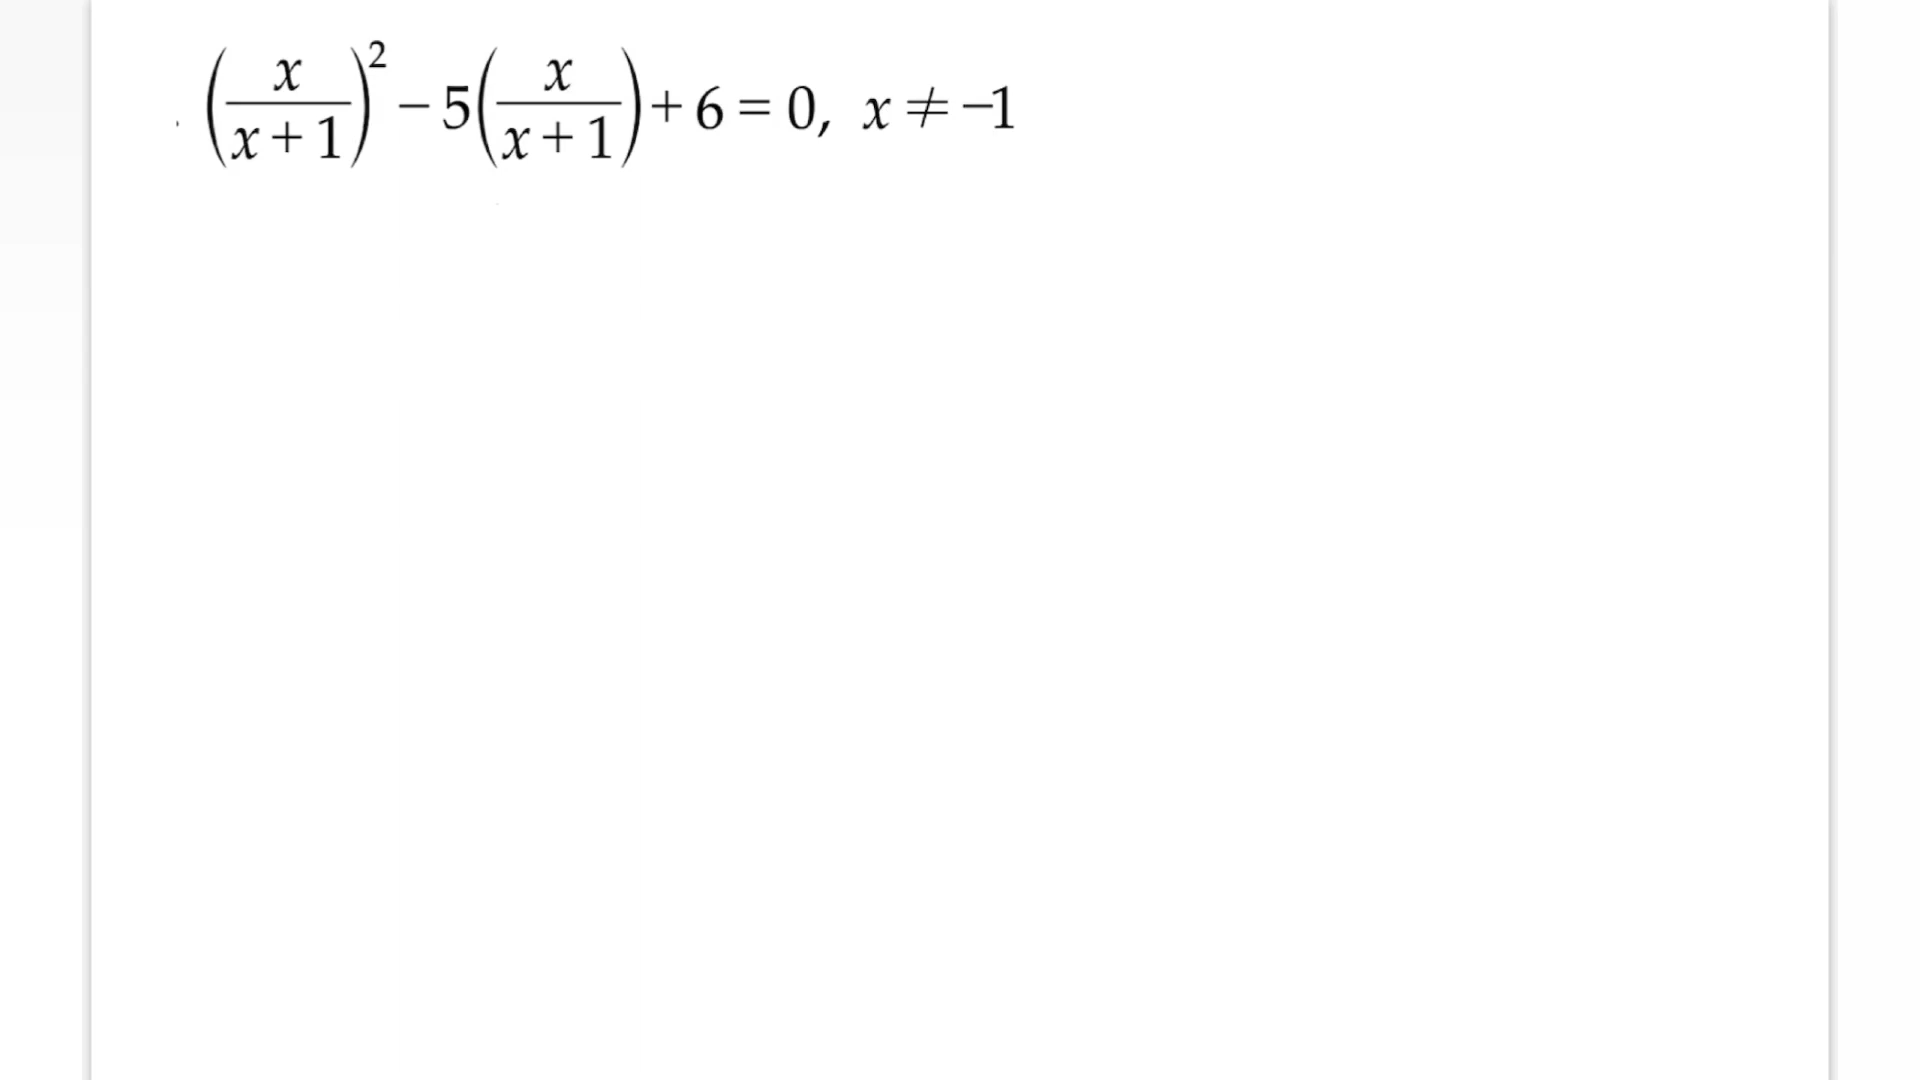 (x/(x + 1))² − 5(x/(x + 1)) + 6 = 0, x ≠ −1